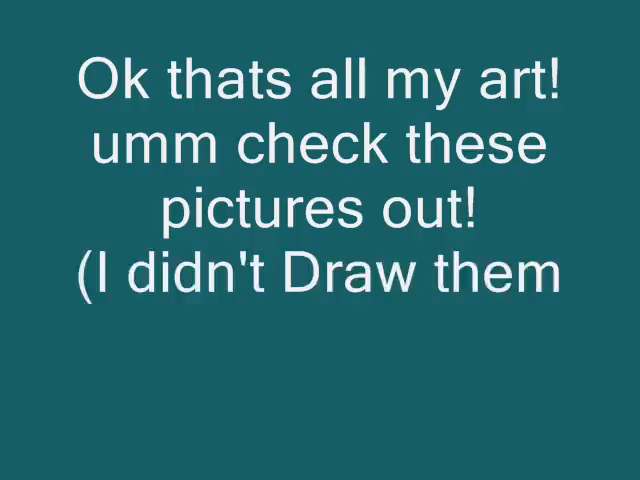 Ok thats all my art!
umm check these
pictures out!
(I didn't Draw them